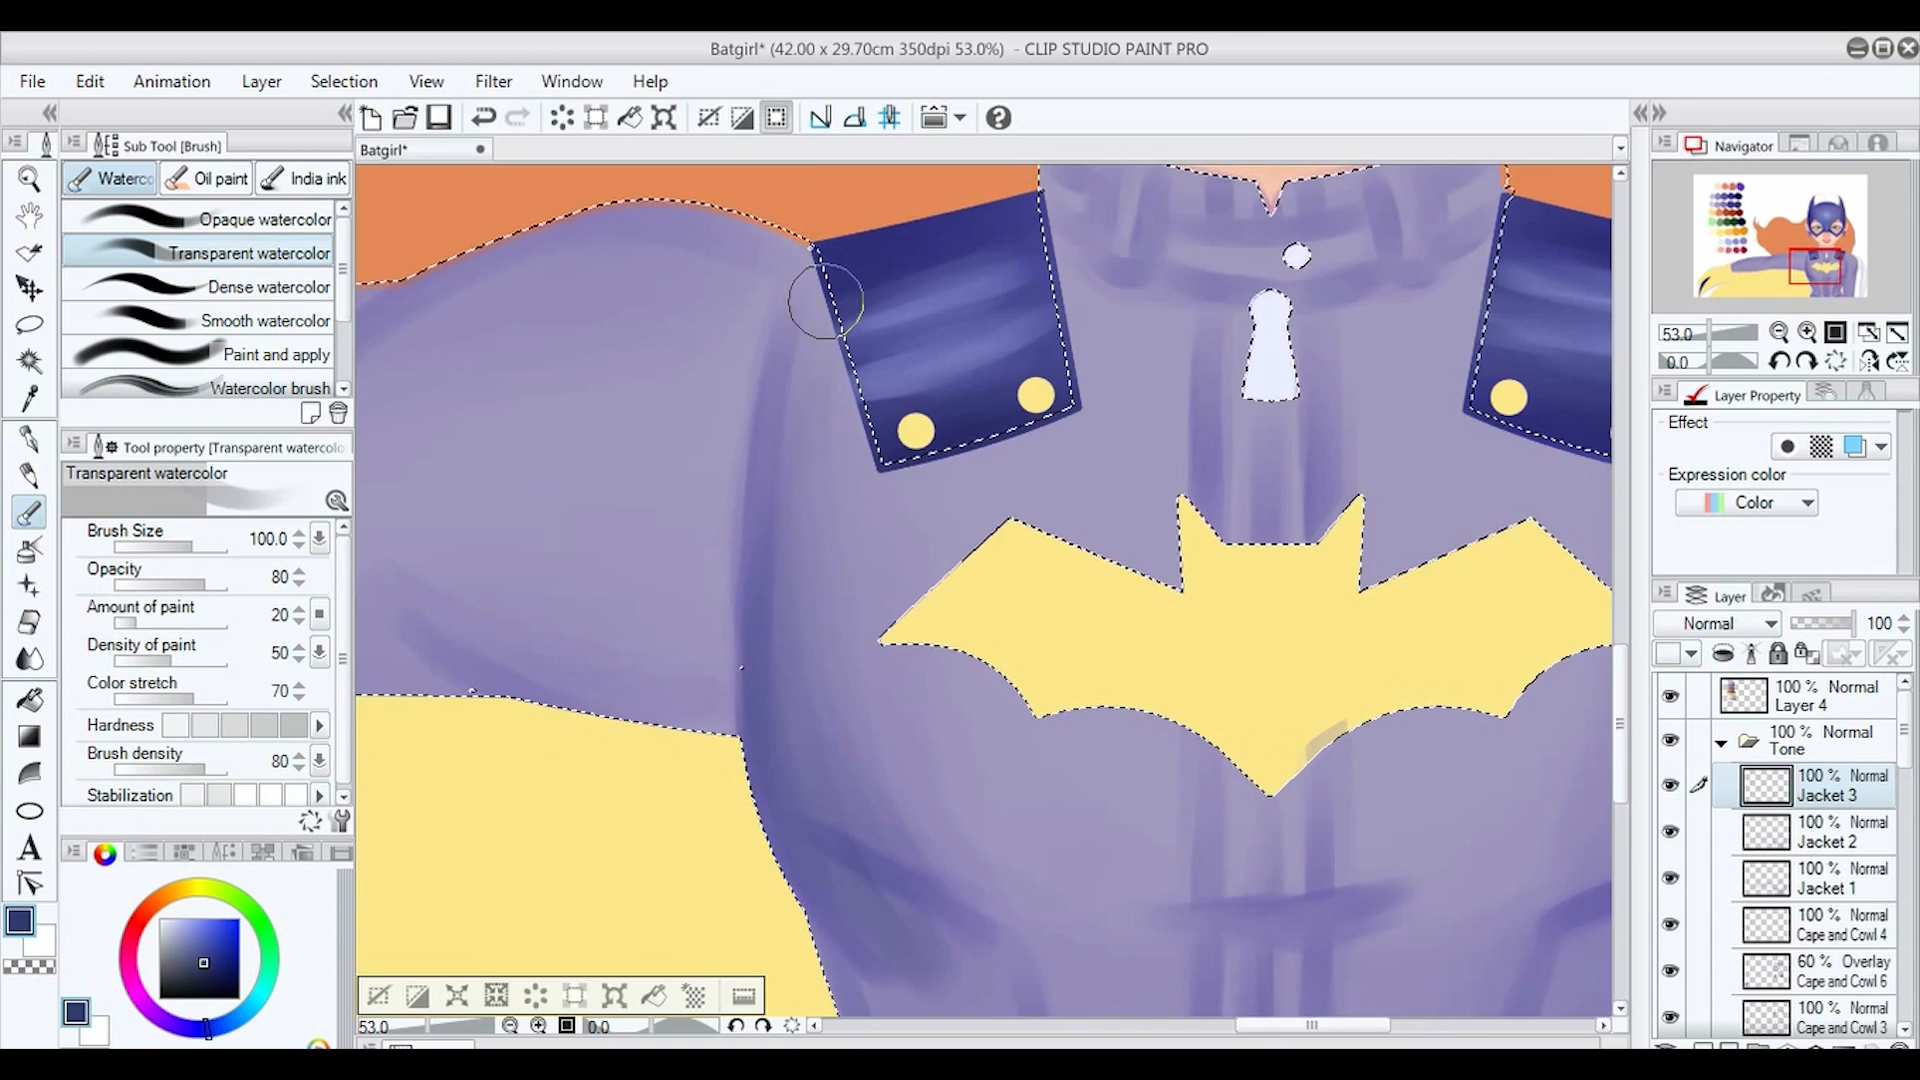 Batgirl* (42.00 x 29.70cm 350dpi 53.0%) - CLIP STUDIO PAINT PRO
File Edit Animation Layer Selection View Filter Window Help
Sub Tool [Brush]
Batgirl*
Navigator
Waterco Oil paint India ink
Opaque watercolor
Transparent watercolor
Dense watercolor
Smooth watercolor
Paint and apply
Watercolor brush
Tool property [Transparent watercolo
Transparent watercolor
Brush Size 100.0
Opacity 80
Amount of paint 20
Density of paint 50
Color stretch 70
Hardness
Brush density 80
Stabilization
A
53.0 0.0
53.0
0.0
Layer Property
Effect
Expression color
Color
Layer
Normal 100
100 % Normal
Layer 4
100 % Normal
Tone
100 % Normal
Jacket 3
100 % Normal
Jacket 2
100 % Normal
Jacket 1
100 % Normal
Cape and Cowl 4
60 % Overlay
Cape and Cowl 6
100 % Normal
Cape and Cowl 3